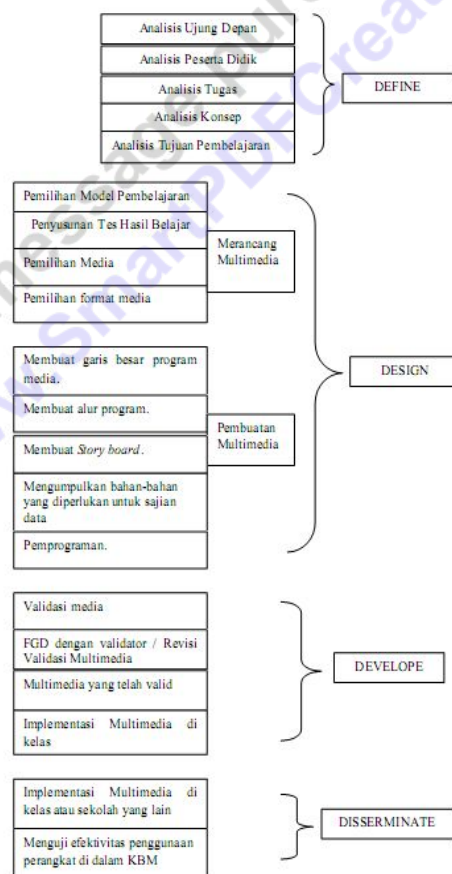 Analisis Ujung Depan
Analisis Peserta Didik
Analisis Tugas
Analisis Konsep
Analisis Tujuan Pembelajaran
DEFINE
Pemilihan Model Pembelajaran
Penyusunan Tes Hasil Belajar
Pemilihan Media
Pemilihan format media
Merancang
Multimedia
Membuat garis besar program
media.
Membuat alur program.
Membuat Story board.
Mengumpulkan bahan-bahan
yang diperlukan untuk sajian
data
Pemprograman.
Pembuatan
Multimedia
DESIGN
Validasi media
FGD dengan validator / Revisi
Validasi Multimedia
Multimedia yang telah valid
Implementasi Multimedia di
kelas
DEVELOPE
Implementasi Multimedia di
kelas atau sekolah yang lain
Menguji efektivitas penggunaan
perangkat di dalam KBM
DISSERMINATE
message
www.SmartPDFCreat